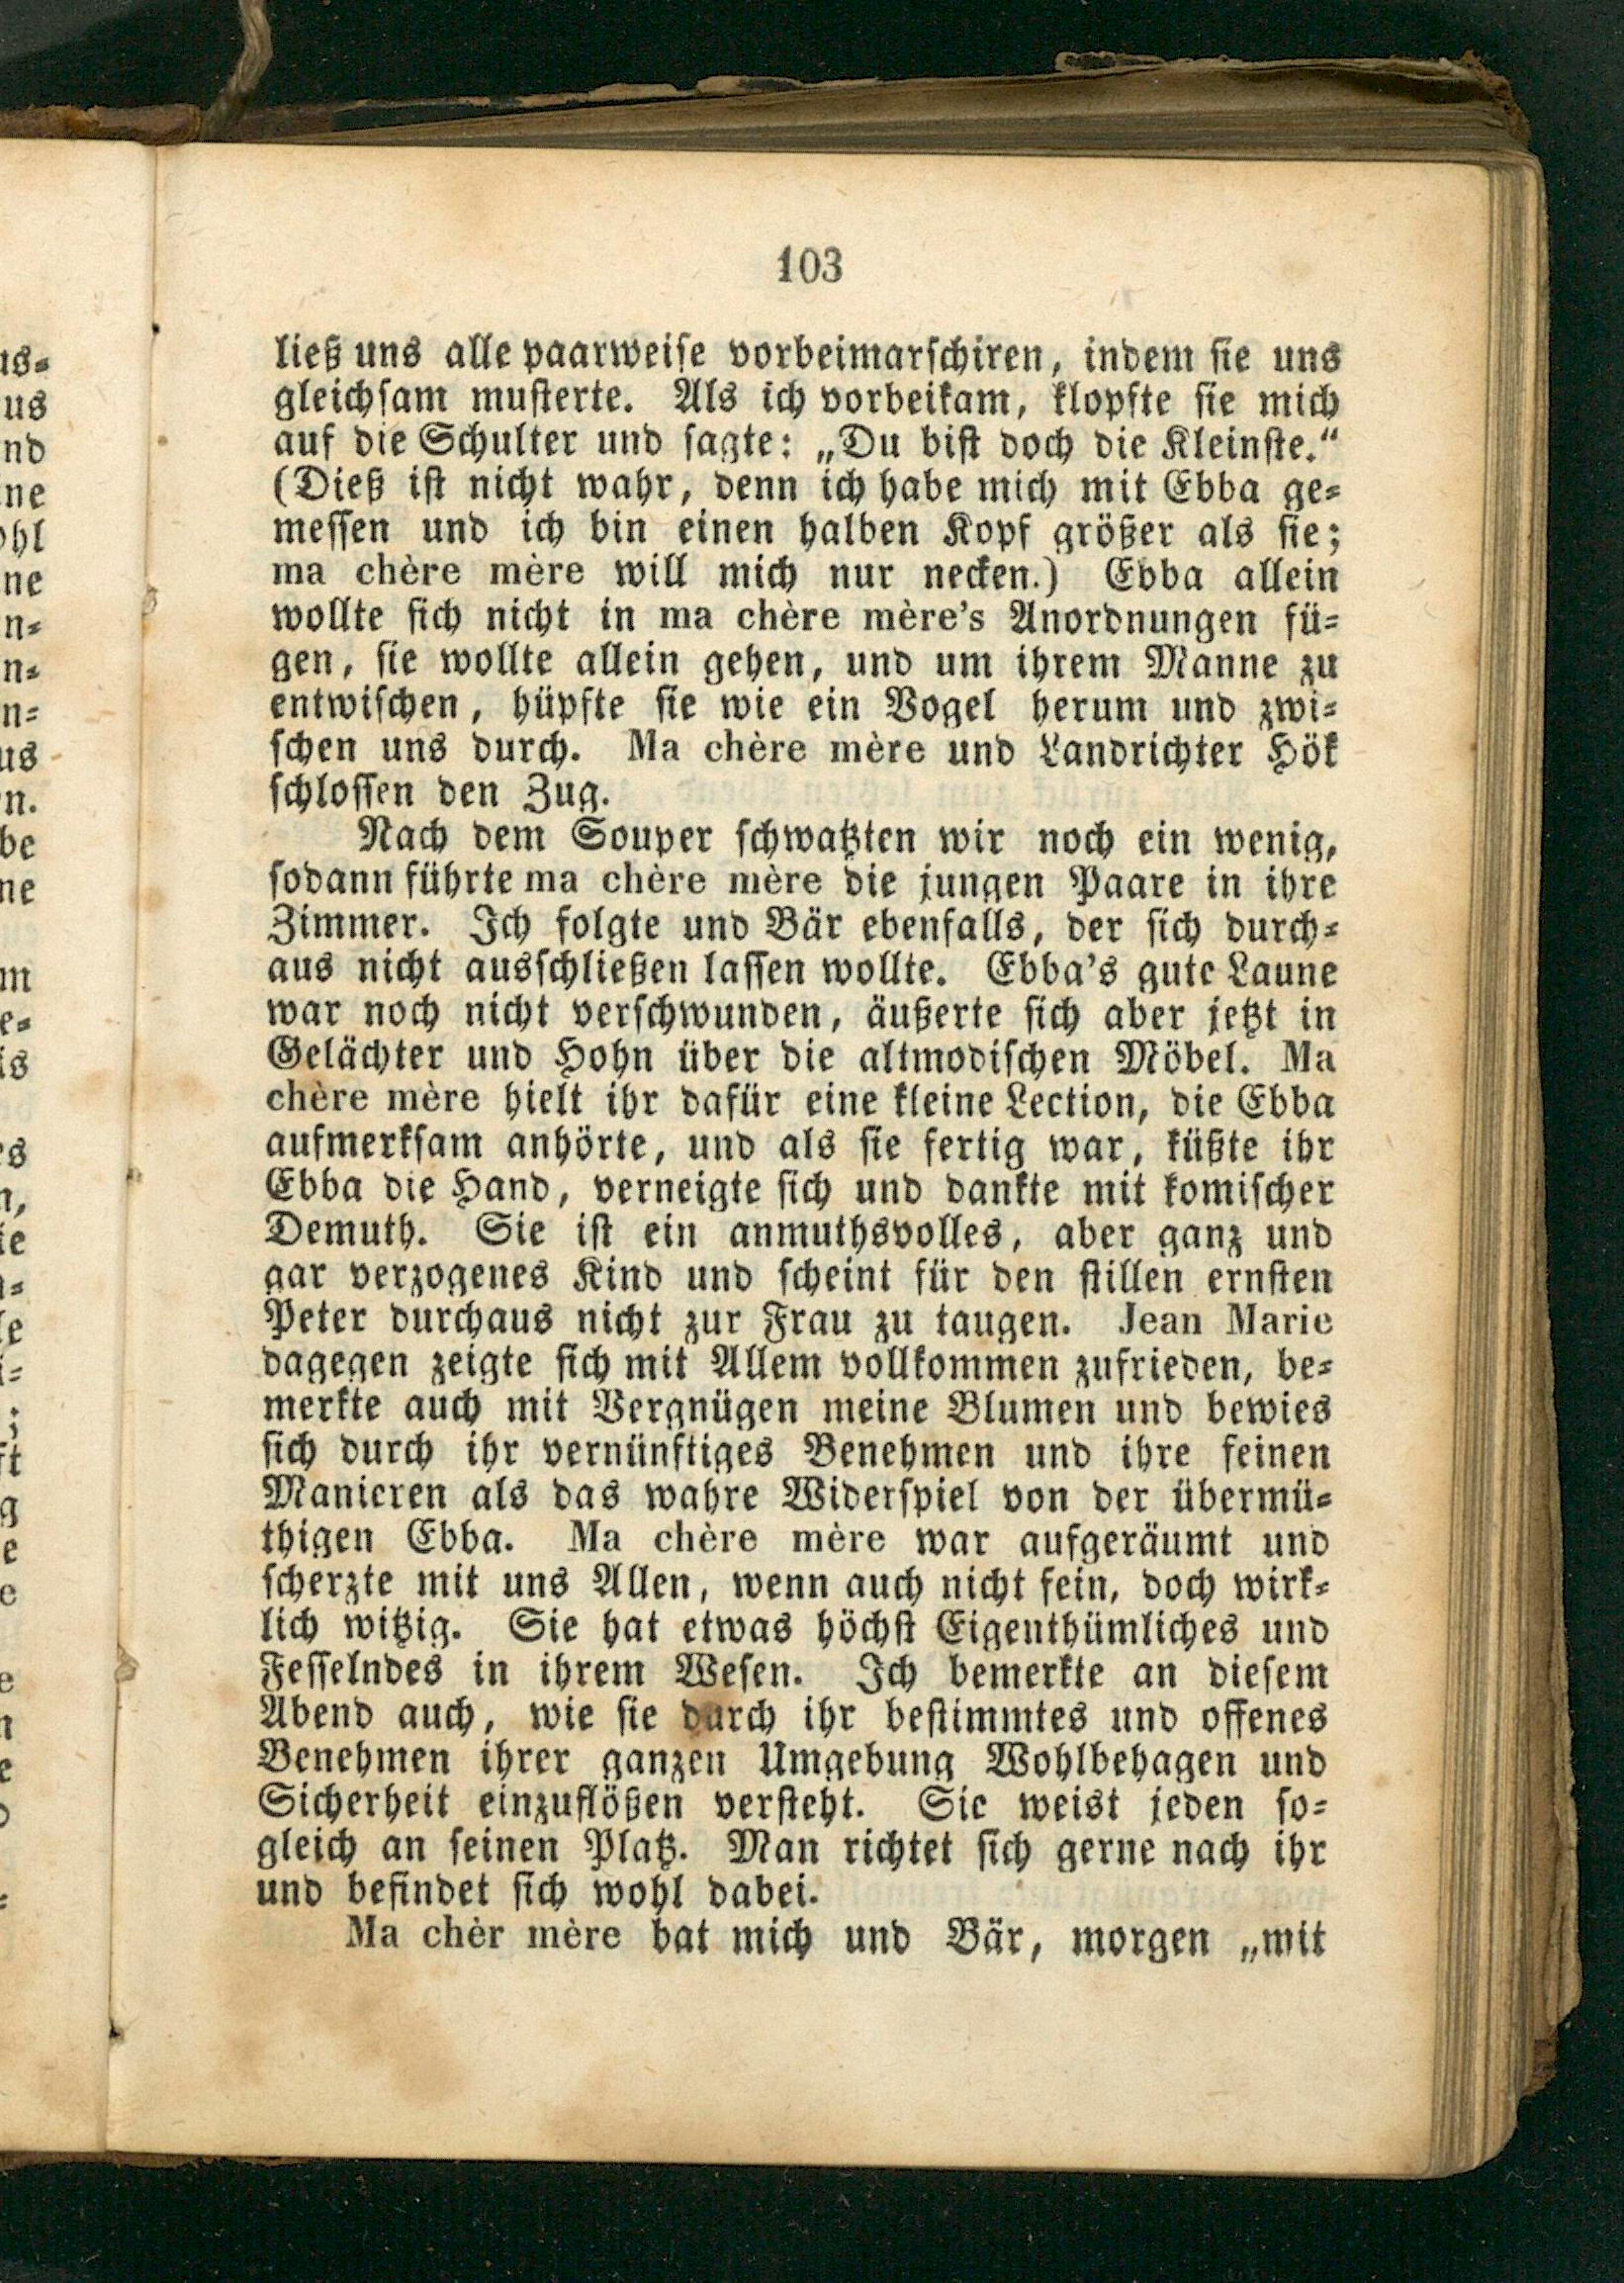 103
ließ uns alle paarweise vorbeimarschiren, indem sie uns
gleichsam musterte. Als ich vorbeikam, klopfte sie mich
auf die Schulter und sagte: „Du bist doch die Kleinste."
(Dieß ist nicht wahr, denn ich habe mich mit Ebba ge-
messen und ich bin einen halben Kopf größer als sie;
ma chère mère will mich nur necken.) Ebba allein
wollte sich nicht in ma chère mère's Anordnungen fü-
gen, sie wollte allein gehen, und um ihrem Manne zu
entwischen, hüpfte sie wie ein Vogel herum und zwi-
schen uns durch. Ma chère mère und Landrichter Hök
schlossen den Zug.
Nach dem Souper schwatzten wir noch ein wenig,
sodann führte ma chère mère die jungen Paare in ihre
Zimmer. Ich folgte und Bär ebenfalls, der sich durch-
aus nicht ausschließen lassen wollte. Ebba's gute Laune
war noch nicht verschwunden, äußerte sich aber jetzt in
Gelächter und Hohn über die altmodischen Möbel. Ma
chère mère hielt ihr dafür eine kleine Lection, die Ebba
aufmerksam anhörte, und als sie fertig war, küßte ihr
Ebba die Hand, verneigte sich und dankte mit komischer
Demuth. Sie ist ein anmuthsvolles, aber ganz und
gar verzogenes Kind und scheint für den stillen ernsten
Peter durchaus nicht zur Frau zu taugen. Jean Marie
dagegen zeigte sich mit Allem vollkommen zufrieden, be-
merkte auch mit Vergnügen meine Blumen und bewies
sich durch ihr vernünftiges Benehmen und ihre feinen
Manieren als das wahre Widerspiel von der übermü-
thigen Ebba. Ma chère mère war aufgeräumt und
scherzte mit uns Allen, wenn auch nicht fein, doch wirk-
lich witzig. Sie hat etwas höchst Eigenthümliches und
Fesselndes in ihrem Wesen. Ich bemerkte an diesem
Abend auch, wie sie durch ihr bestimmtes und offenes
Benehmen ihrer ganzen Umgebung Wohlbehagen und
Sicherheit einzuflößen versteht. Sie weist jeden so-
gleich an seinen Platz. Man richtet sich gerne nach ihr
und befindet sich wohl dabei.
Ma chèr mère bat mich und Bär, morgen „mit